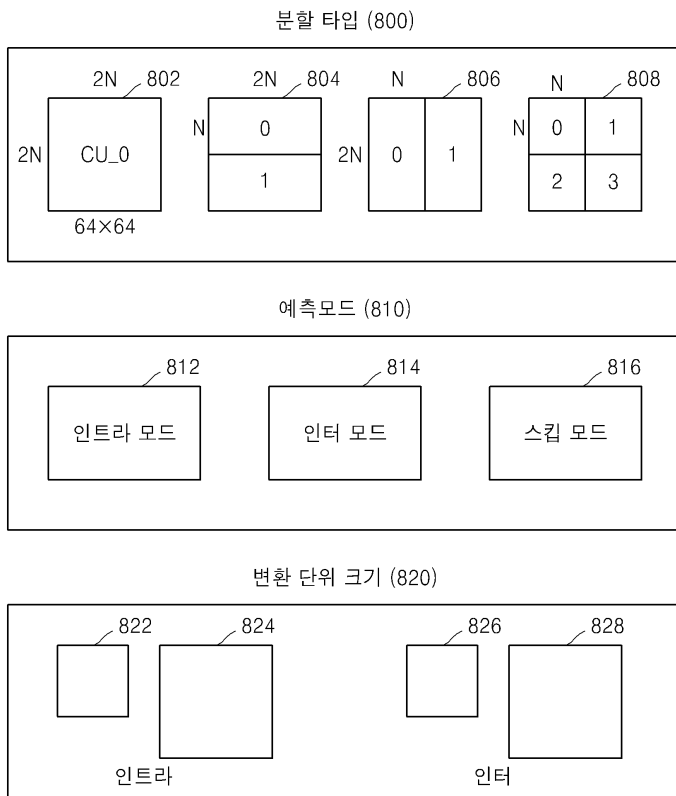 분할 타입 (800)
2N 802 2N 804 N 806 N 808
2N CU_0 N 0 2N 0 1 N 0 1
1 2 3
64×64
예측모드 (810)
812 814 816
인트라 모드 인터 모드 스킵 모드
변환 단위 크기 (820)
822 824 826 828
인트라 인터